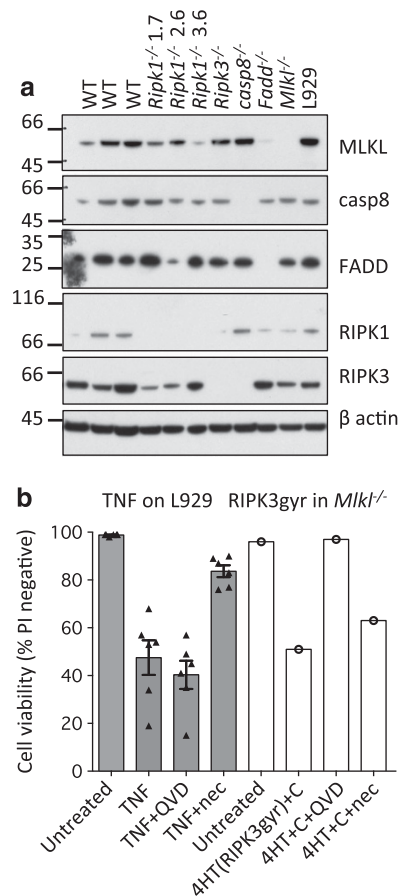 a
WT
WT
WT
Ripk1-/- 1.7
Ripk1-/- 2.6
Ripk1-/- 3.6
Ripk3-/-
casp8-/-
Fadd-/-
Mlkl-/-
L929
66
45
MLKL
66
45
casp8
35
25
FADD
116
66
RIPK1
66
RIPK3
45
β actin
b
TNF on L929 RIPK3gyr in Mlkl-/-
Cell viability (% PI negative)
100
80
60
40
20
0
Untreated
TNF
TNF+QVD
TNF+nec
Untreated
4HT(RIPK3gyr)+C
4HT+C+QVD
4HT+C+nec